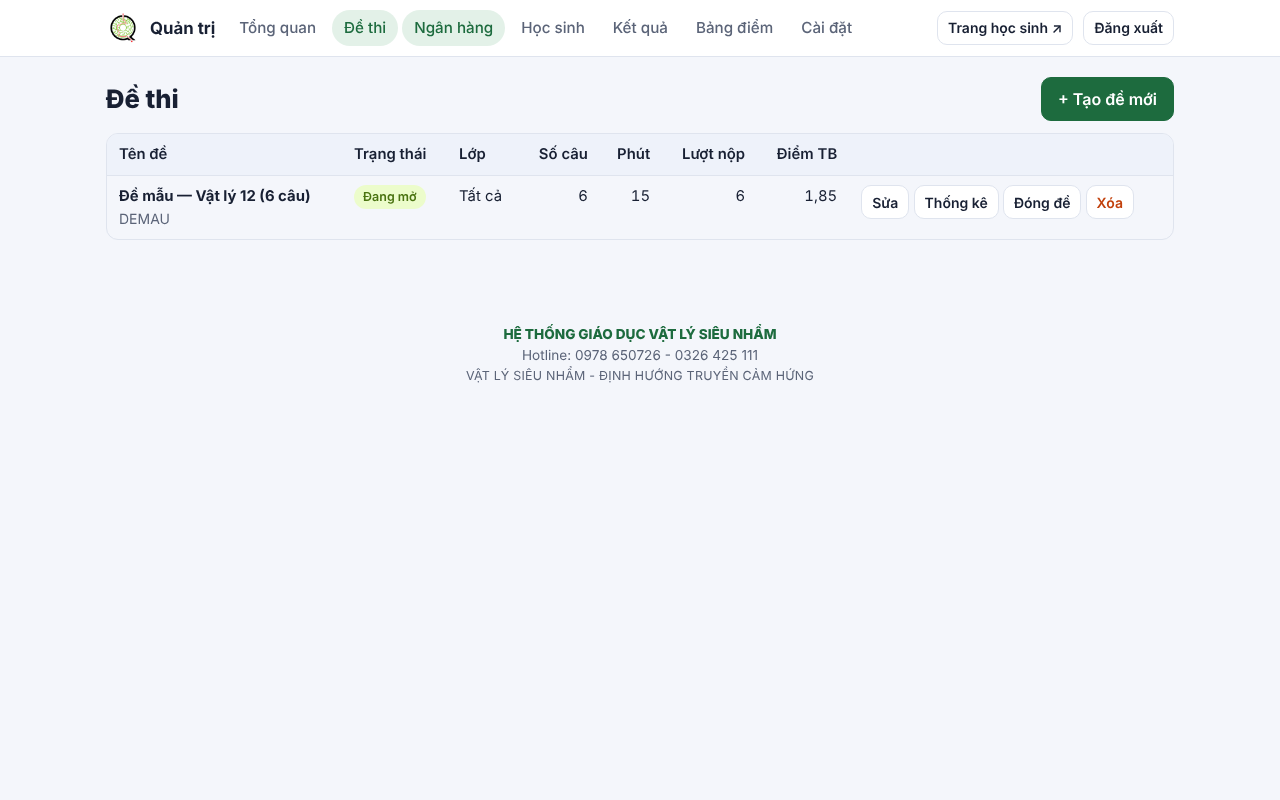 Quản trị
Tổng quan
Đề thi
Ngân hàng
Học sinh
Kết quả
Bảng điểm
Cài đặt
Trang học sinh ↗
Đăng xuất
Đề thi
+ Tạo đề mới
Tên đề
Trạng thái
Lớp
Số câu
Phút
Lượt nộp
Điểm TB
Đề mẫu — Vật lý 12 (6 câu)
DEMAU
Đang mở
Tất cả
6
15
6
1,85
Sửa
Thống kê
Đóng đề
Xóa
HỆ THỐNG GIÁO DỤC VẬT LÝ SIÊU NHẨM
Hotline: 0978 650726 - 0326 425 111
VẬT LÝ SIÊU NHẨM - ĐỊNH HƯỚNG TRUYỀN CẢM HỨNG